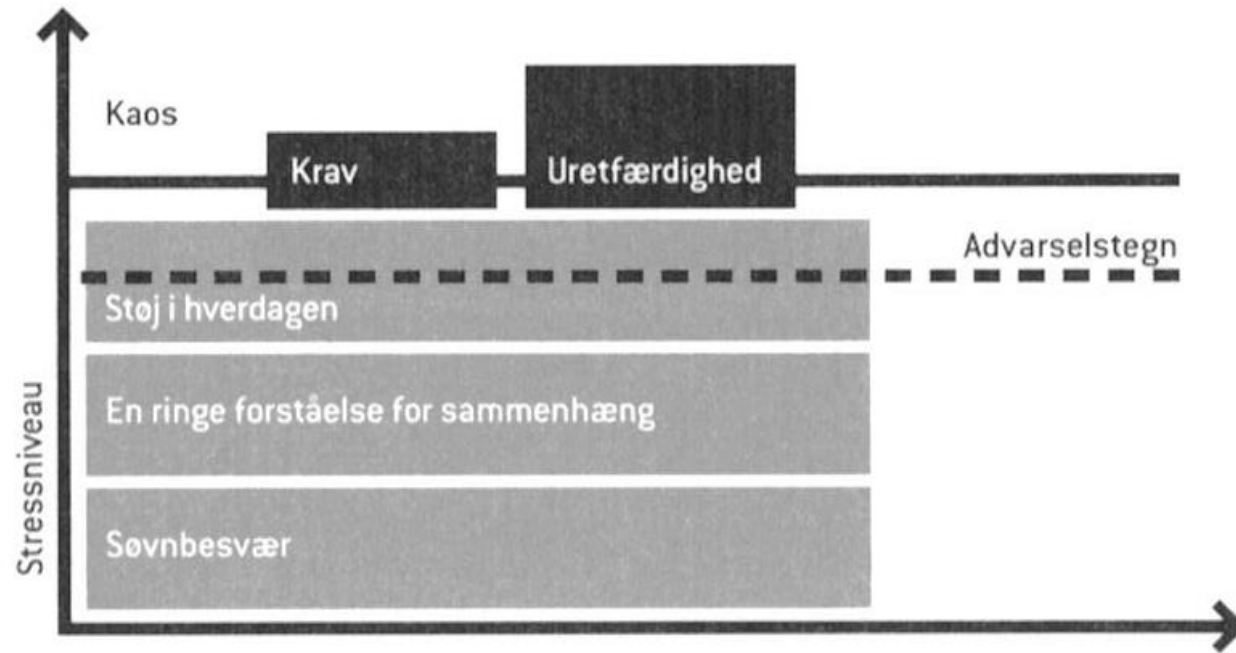 Kaos
Krav
Uretfærdighed
Advarselstegn
Støj i hverdagen
En ringe forståelse for sammenhæng
Søvnbesvær
Stressniveau